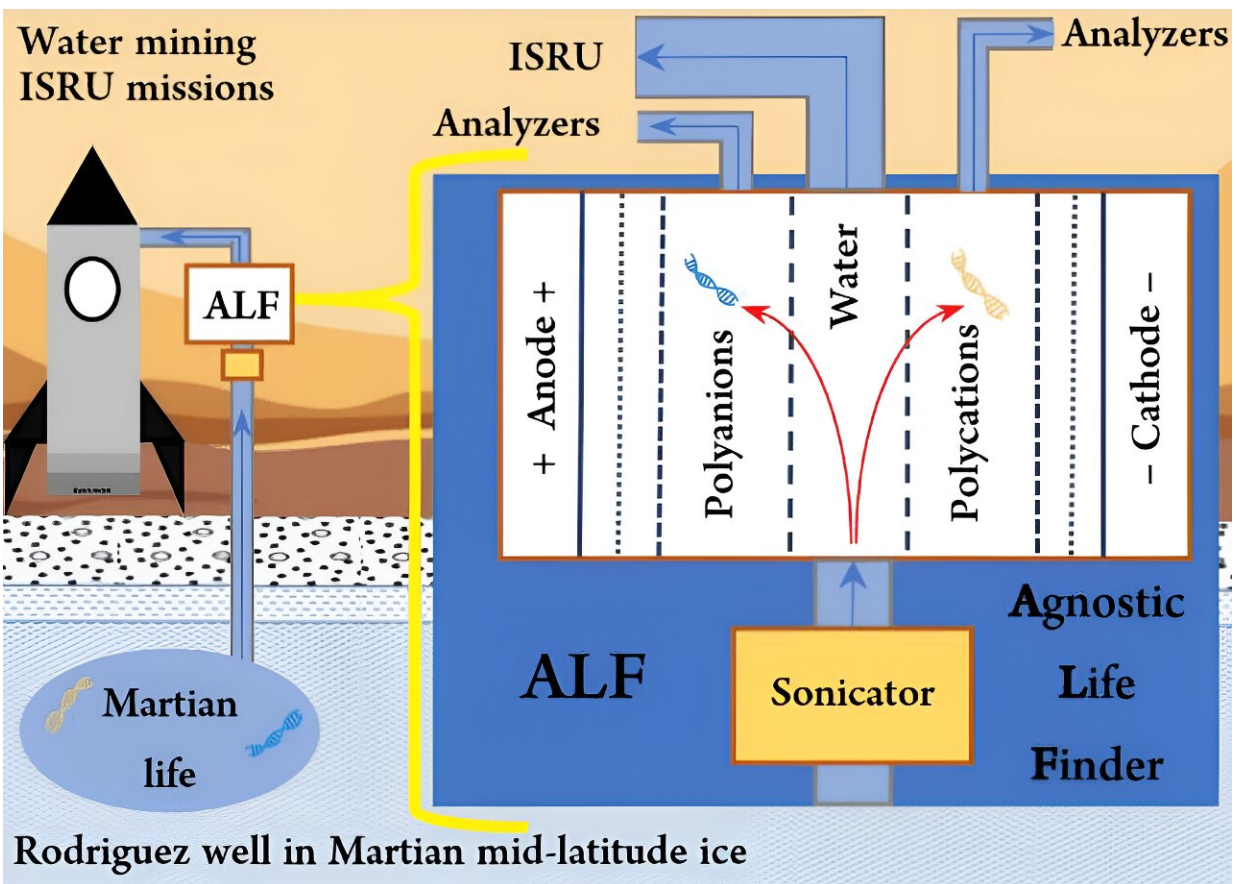 Water mining
ISRU missions
ISRU
Analyzers
Analyzers
ALF
+ Anode +
Polyanions
Water
Polycations
– Cathode –
Sonicator
ALF
Agnostic
Life
Finder
Martian
life
Rodriguez well in Martian mid-latitude ice